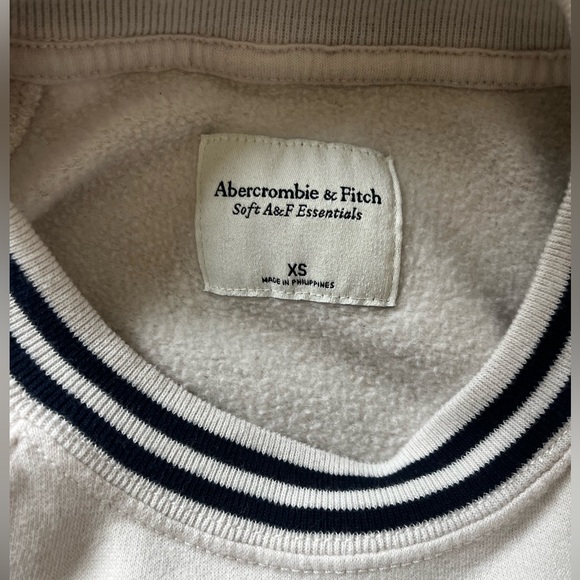 Abercrombie & Fitch
Soft A&F Essentials
XS
MADE IN PHILIPPINES